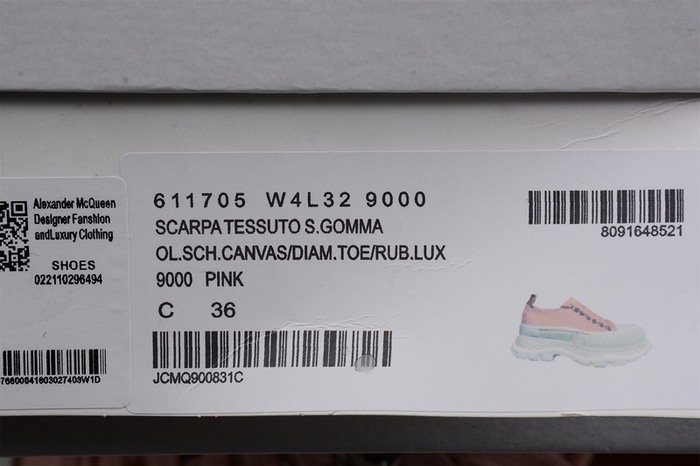 Alexander McQueen
Designer Fanshion
andLuxury Clothing
SHOES
022110296494
76600841603027403W1D
611705 W4L32 9000
SCARPA TESSUTO S.GOMMA
OL.SCH.CANVAS/DIAM.TOE/RUB.LUX
9000 PINK
C 36
JCMQ900831C
8091648521